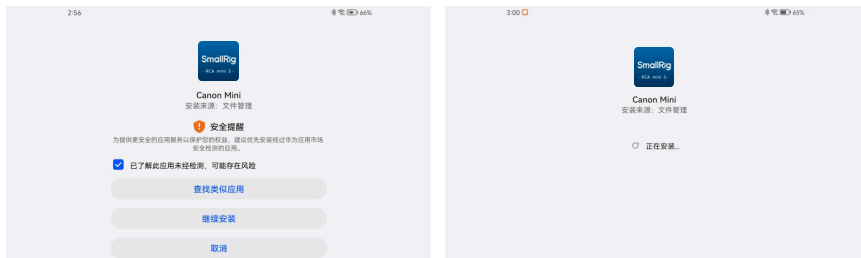 2:56
66%
SmallRig
-RCA mini S-
Canon Mini
安装来源：文件管理
安全提醒
为提供更安全的应用服务以保护您的权益，建议优先安装经过华为应用市场
安全检测的应用。
已了解此应用未经检测，可能存在风险
查找类似应用
继续安装
取消
3:00
65%
SmallRig
-RCA mini S-
Canon Mini
安装来源：文件管理
正在安装...